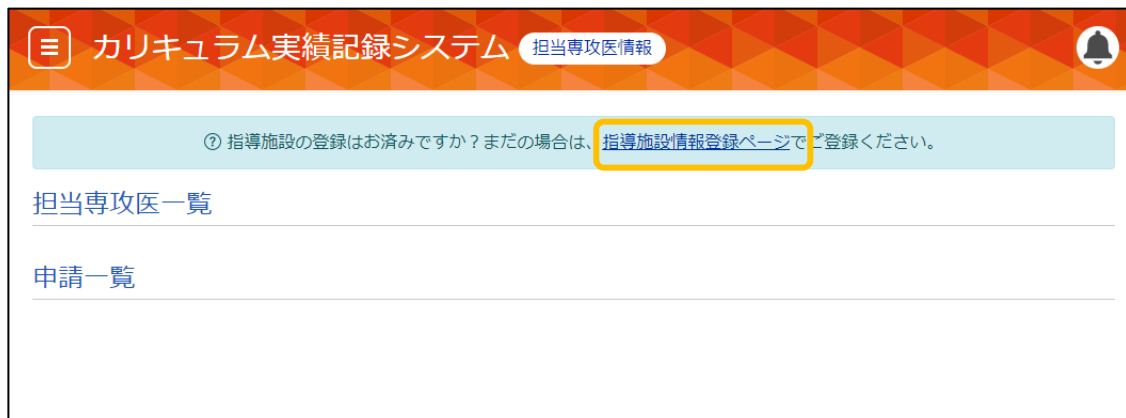 カリキュラム実績記録システム 担当専攻医情報
? 指導施設の登録はお済みですか？まだの場合は、指導施設情報登録ページでご登録ください。
担当専攻医一覧
申請一覧